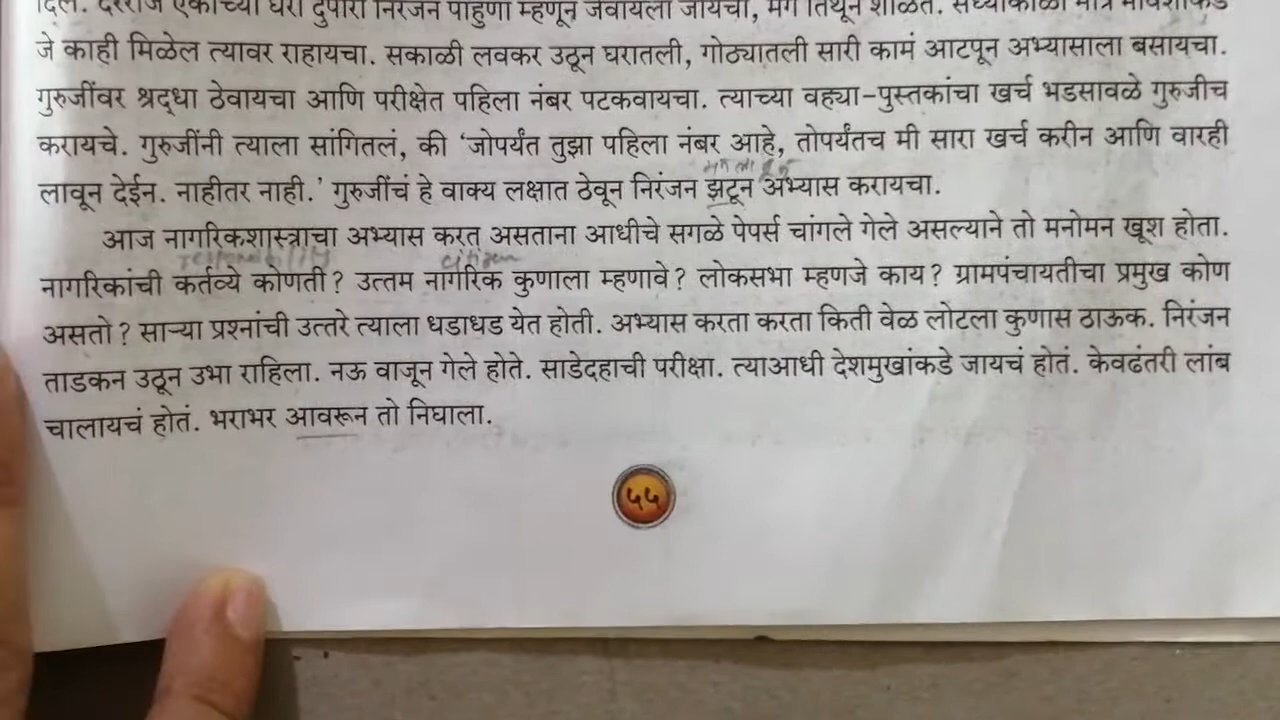 दिलं. दररोज एकाच्या घरी दुपारी निरंजन पाहुणा म्हणून जेवायला जायचा, मग तिथून शाळेत. संध्याकाळी मात्र
जे काही मिळेल त्यावर राहायचा. सकाळी लवकर उठून घरातली, गोठ्यातली सारी कामं आटपून अभ्यासाला बसायचा.
गुरुजींवर श्रद्धा ठेवायचा आणि परीक्षेत पहिला नंबर पटकवायचा. त्याच्या वह्या-पुस्तकांचा खर्च भडसावळे गुरुजीच
करायचे. गुरुजींनी त्याला सांगितलं, की ‘जोपर्यंत तुझा पहिला नंबर आहे, तोपर्यंतच मी सारा खर्च करीन आणि वारही
लावून देईन. नाहीतर नाही.’ गुरुजींचं हे वाक्य लक्षात ठेवून निरंजन झटून अभ्यास करायचा.
आज नागरिकशास्त्राचा अभ्यास करत असताना आधीचे सगळे पेपर्स चांगले गेले असल्याने तो मनोमन खूश होता.
responsibility citizen
नागरिकांची कर्तव्ये कोणती? उत्तम नागरिक कुणाला म्हणावे? लोकसभा म्हणजे काय? ग्रामपंचायतीचा प्रमुख कोण
असतो? साऱ्या प्रश्नांची उत्तरे त्याला धडाधड येत होती. अभ्यास करता करता किती वेळ लोटला कुणास ठाऊक. निरंजन
ताडकन उठून उभा राहिला. नऊ वाजून गेले होते. साडेदहाची परीक्षा. त्याआधी देशमुखांकडे जायचं होतं. केवढंतरी लांब
चालायचं होतं. भराभर आवरून तो निघाला.
५५